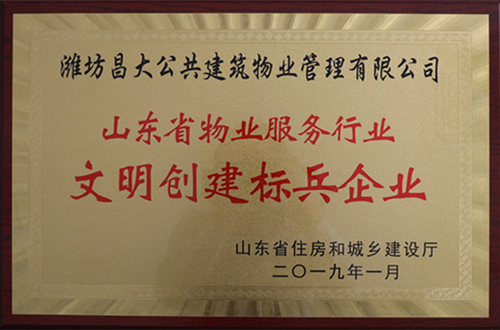 潍坊昌大公共建筑物业管理有限公司
山东省物业服务行业
文明创建标兵企业
山东省住房和城乡建设厅
二〇一九年一月